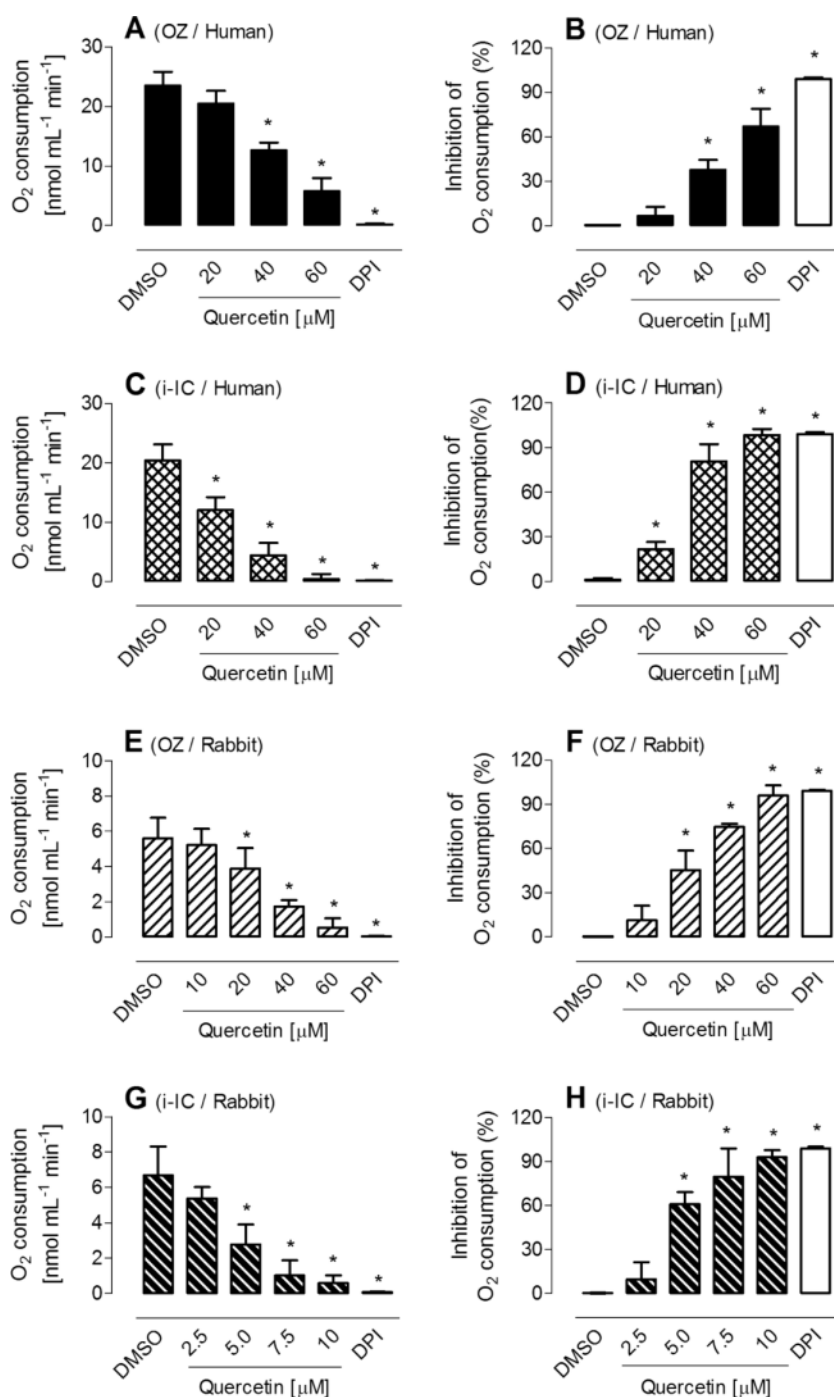 A (OZ / Human)
O2 consumption
[nmol mL-1 min-1]
30
20
10
0
DMSO
20
40
60
DPI
Quercetin [μM]
*
*
*
B (OZ / Human)
Inhibition of
O2 consumption (%)
120
90
60
30
0
DMSO
20
40
60
DPI
Quercetin [μM]
*
*
*
C (i-IC / Human)
O2 consumption
[nmol mL-1 min-1]
30
20
10
0
DMSO
20
40
60
DPI
Quercetin [μM]
*
*
*
*
D (i-IC / Human)
Inhibition of
O2 consumption(%)
120
90
60
30
0
DMSO
20
40
60
DPI
Quercetin [μM]
*
*
*
*
E (OZ / Rabbit)
O2 consumption
[nmol mL-1 min-1]
8
6
4
2
0
DMSO
10
20
40
60
DPI
Quercetin [μM]
*
*
*
*
F (OZ / Rabbit)
Inhibition of
O2 consumption (%)
120
90
60
30
0
DMSO
10
20
40
60
DPI
Quercetin [μM]
*
*
*
*
G (i-IC / Rabbit)
O2 consumption
[nmol mL-1 min-1]
8
6
4
2
0
DMSO
2.5
5.0
7.5
10
DPI
Quercetin [μM]
*
*
*
*
H (i-IC / Rabbit)
Inhibition of
O2 consumption (%)
120
90
60
30
0
DMSO
2.5
5.0
7.5
10
DPI
Quercetin [μM]
*
*
*
*